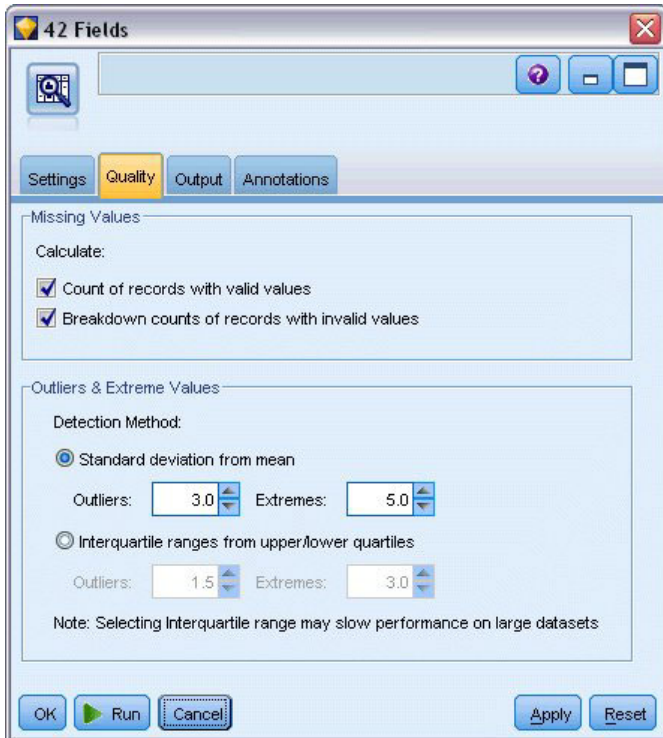 42 Fields
Settings Quality Output Annotations
Missing Values
Calculate:
Count of records with valid values
Breakdown counts of records with invalid values
Outliers & Extreme Values
Detection Method:
Standard deviation from mean
Outliers: 3.0 Extremes: 5.0
Interquartile ranges from upper/lower quartiles
Outliers: 1.5 Extremes: 3.0
Note: Selecting Interquartile range may slow performance on large datasets
OK Run Cancel Apply Reset